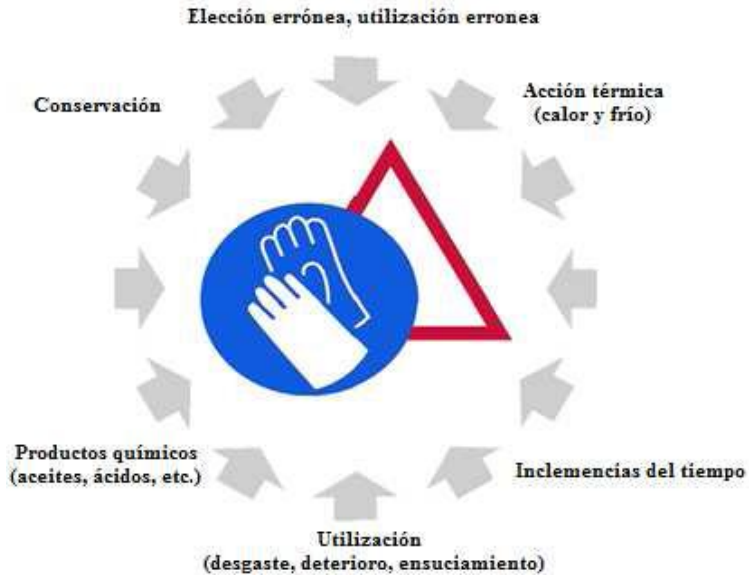 Elección errónea, utilización erronea
Conservación
Acción térmica
(calor y frío)
Productos químicos
(aceites, ácidos, etc.)
Inclemencias del tiempo
Utilización
(desgaste, deterioro, ensuciamiento)